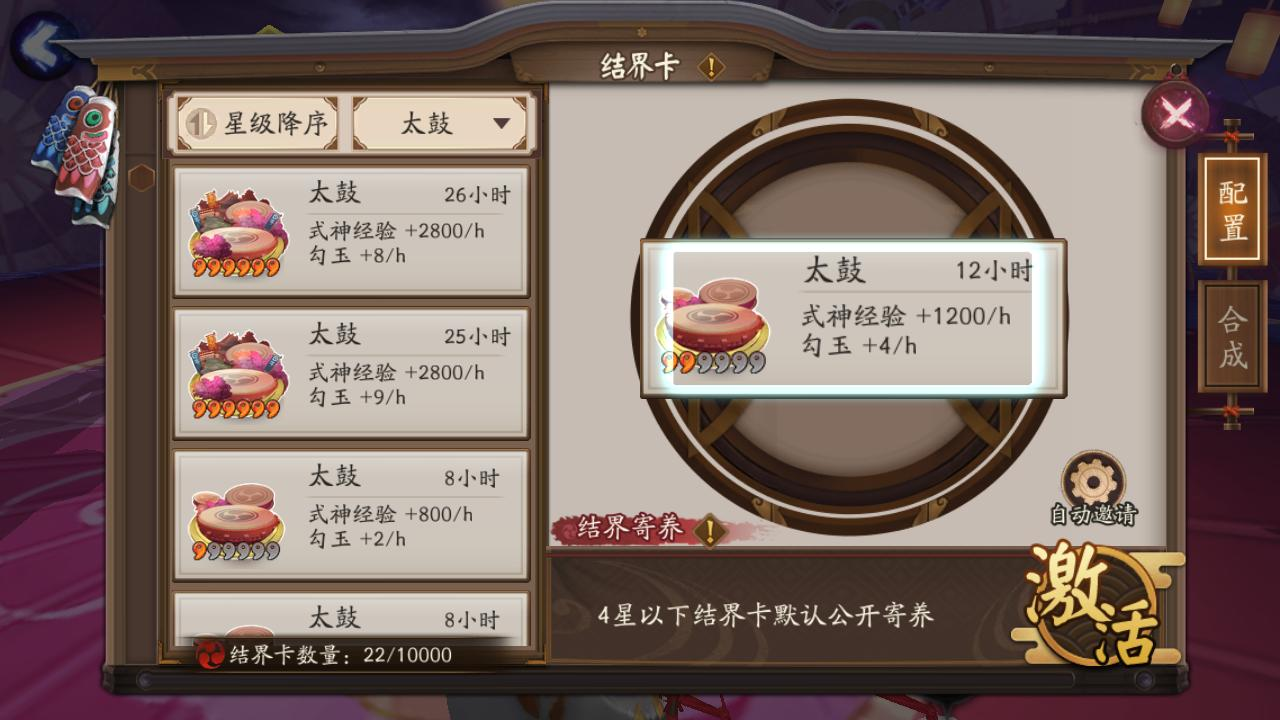 结界卡
星级降序
太鼓
太鼓 26小时
式神经验 +2800/h
勾玉 +8/h
太鼓 25小时
式神经验 +2800/h
勾玉 +9/h
太鼓 8小时
式神经验 +800/h
勾玉 +2/h
太鼓 8小时
结界卡数量：22/10000
太鼓 12小时
式神经验 +1200/h
勾玉 +4/h
自动邀请
结界寄养
4星以下结界卡默认公开寄养
激活
配置
合成